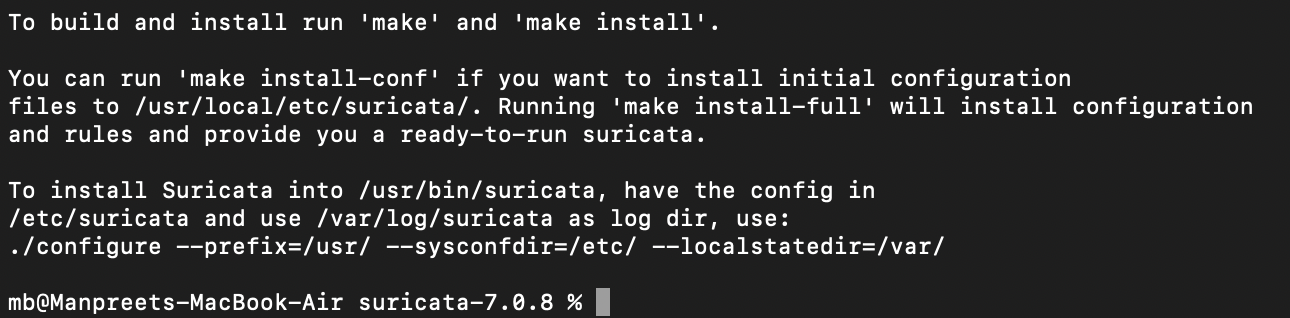 To build and install run 'make' and 'make install'.
You can run 'make install-conf' if you want to install initial configuration
files to /usr/local/etc/suricata/. Running 'make install-full' will install configuration
and rules and provide you a ready-to-run suricata.
To install Suricata into /usr/bin/suricata, have the config in
/etc/suricata and use /var/log/suricata as log dir, use:
./configure --prefix=/usr/ --sysconfdir=/etc/ --localstatedir=/var/
mb@Manpreets-MacBook-Air suricata-7.0.8 %